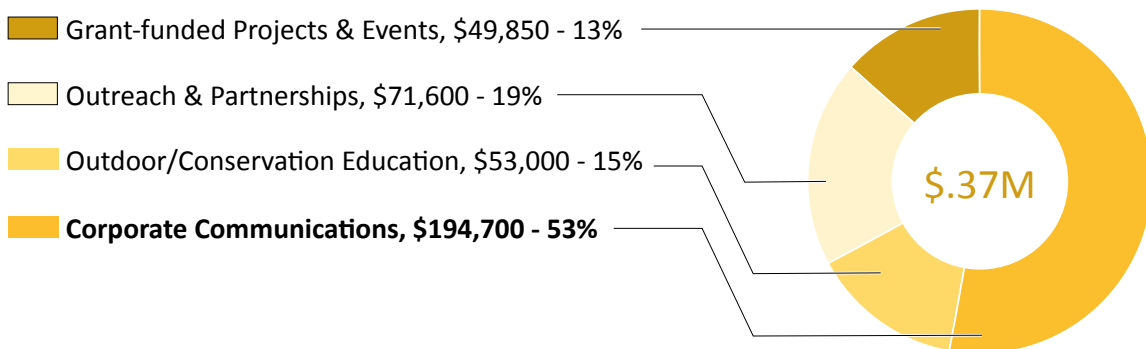 Grant-funded Projects & Events, $49,850 - 13%
Outreach & Partnerships, $71,600 - 19%
Outdoor/Conservation Education, $53,000 - 15%
Corporate Communications, $194,700 - 53%
$.37M